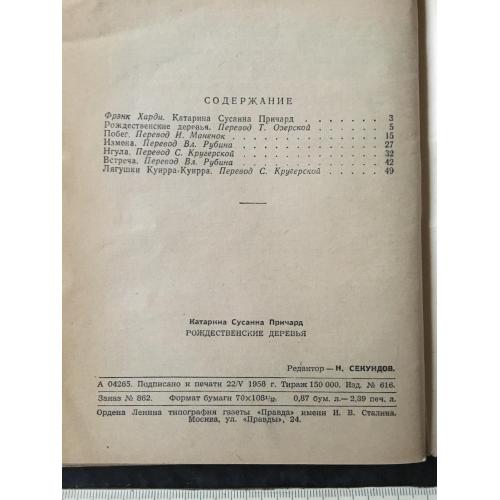 СОДЕРЖАНИЕ
Фрэнк Харди. Катарина Сусанна Причард . . . . . . 3
Рождественские деревья. Перевод Т. Озерской . . . . . 5
Побег. Перевод И. Маненок . . . . . . . . . . 15
Измена. Перевод Вл. Рубина . . . . . . . . . . 27
Нгула. Перевод С. Кругерской . . . . . . . . . 32
Встреча. Перевод Вл. Рубина . . . . . . . . . . 42
Лягушки Куирра-Куирра. Перевод С. Кругерской . . . . 49
Катарина Сусанна Причард
РОЖДЕСТВЕНСКИЕ ДЕРЕВЬЯ
Редактор — Н. СЕКУНДОВ.
А 04265. Подписано к печати 22/V 1958 г. Тираж 150 000. Изд. № 616.
Заказ № 862. Формат бумаги 70×108¹/₃₂. 0,87 бум. л.—2,39 печ. л.
Ордена Ленина типография газеты «Правда» имени И. В. Сталина.
Москва, ул. «Правды», 24.